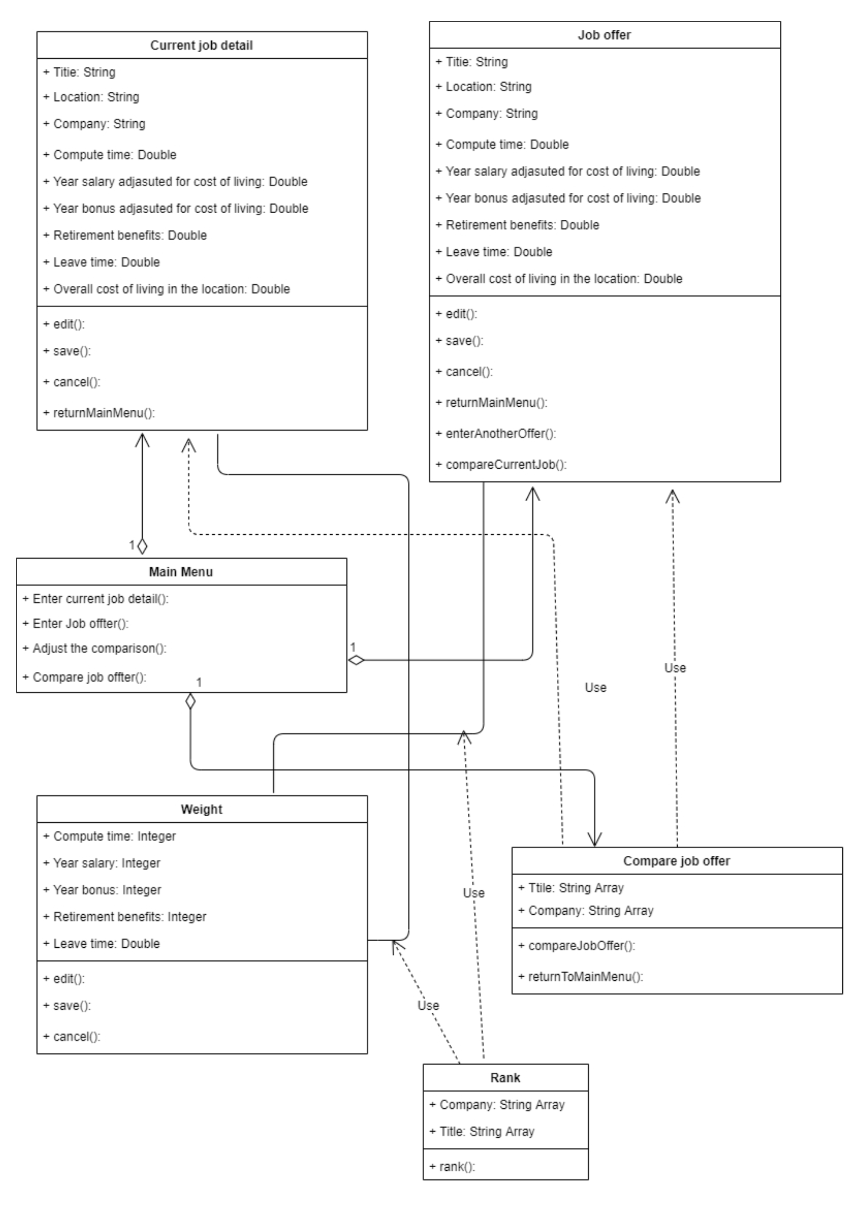 Current job detail
+ Titie: String
+ Location: String
+ Company: String
+ Compute time: Double
+ Year salary adjasuted for cost of living: Double
+ Year bonus adjasuted for cost of living: Double
+ Retirement benefits: Double
+ Leave time: Double
+ Overall cost of living in the location: Double
+ edit():
+ save():
+ cancel():
+ returnMainMenu():
Job offer
+ Title: String
+ Location: String
+ Company: String
+ Compute time: Double
+ Year salary adjasuted for cost of living: Double
+ Year bonus adjasuted for cost of living: Double
+ Retirement benefits: Double
+ Leave time: Double
+ Overall cost of living in the location: Double
+ edit():
+ save():
+ cancel():
+ returnMainMenu():
+ enterAnotherOffer():
+ compareCurrentJob():
1
Main Menu
+ Enter current job detail():
+ Enter Job offter():
+ Adjust the comparison():
+ Compare job offter():
1
1
Use
Use
Weight
+ Compute time: Integer
+ Year salary: Integer
+ Year bonus: Integer
+ Retirement benefits: Integer
+ Leave time: Double
+ edit():
+ save():
+ cancel():
Use
Use
Compare job offer
+ Ttile: String Array
+ Company: String Array
+ compareJobOffer():
+ returnToMainMenu():
Rank
+ Company: String Array
+ Title: String Array
+ rank():